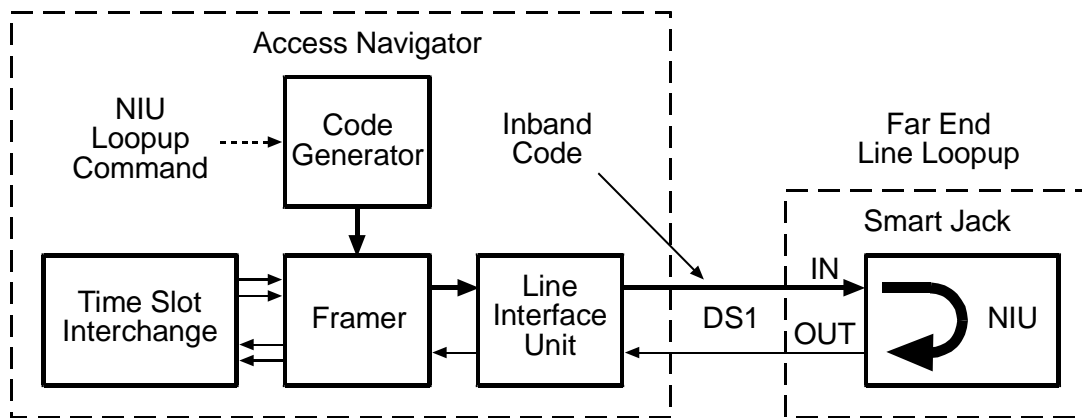 Access Navigator
NIU
Loopup
Command
Code
Generator
Inband
Code
Far End
Line Loopup
Smart Jack
Time Slot
Interchange
Framer
Line
Interface
Unit
DS1
IN
OUT
NIU